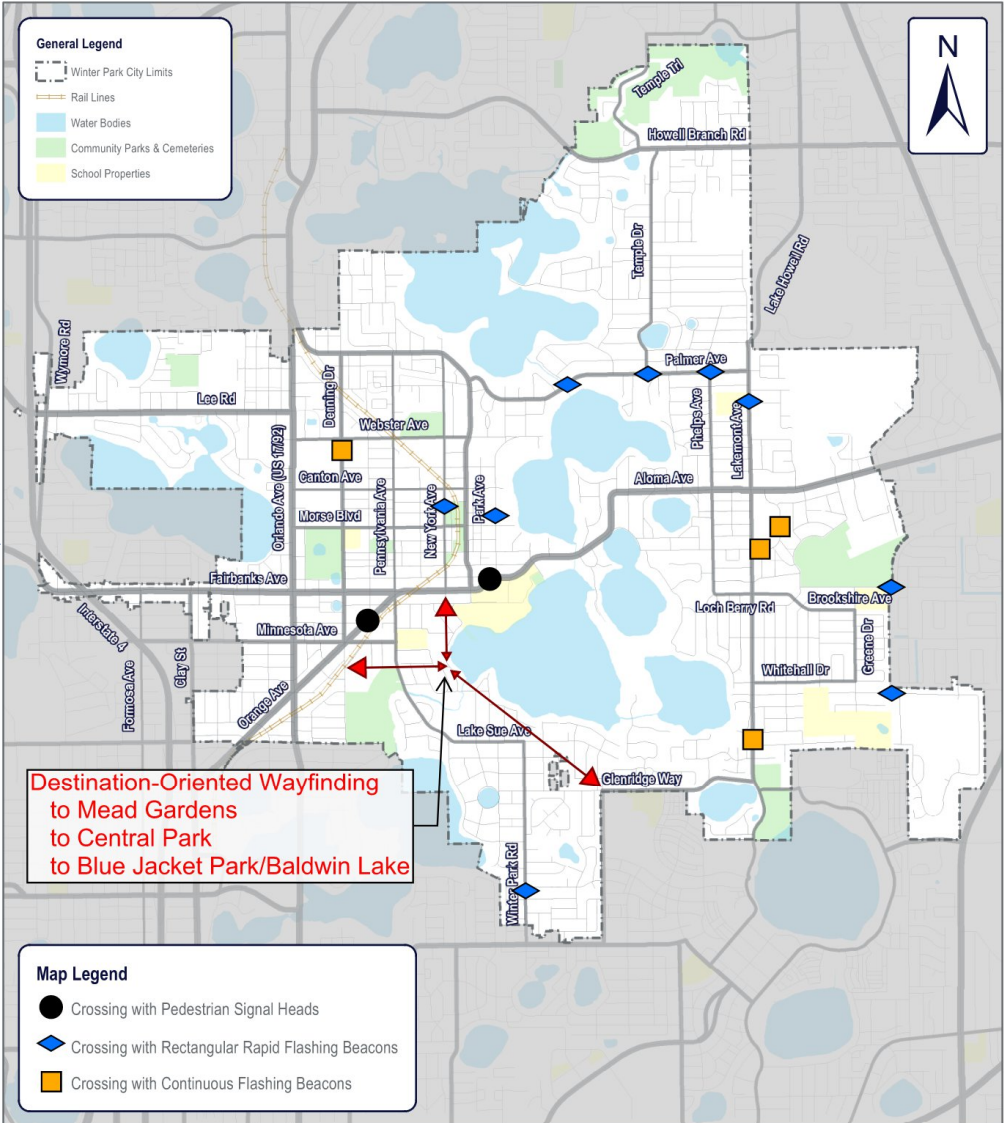 General Legend
Winter Park City Limits
Rail Lines
Water Bodies
Community Parks & Cemeteries
School Properties
N
Temple Trl
Howell Branch Rd
Temple Dr
Lake Howell Rd
Wymore Rd
Palmer Ave
Denning Dr
Lee Rd
Phelps Ave
Lakemont Ave
Webster Ave
Orlando Ave (US 17/92)
Canton Ave
Aloma Ave
Pennsylvania Ave
New York Ave
Park Ave
Morse Blvd
Fairbanks Ave
Brookshire Ave
Loch Berry Rd
Interstate 4
Minnesota Ave
Clay St
Formosa Ave
Greene Dr
Whitehall Dr
Orange Ave
Lake Sue Ave
Glenridge Way
Destination-Oriented Wayfinding
to Mead Gardens
to Central Park
to Blue Jacket Park/Baldwin Lake
Winter Park Rd
Map Legend
Crossing with Pedestrian Signal Heads
Crossing with Rectangular Rapid Flashing Beacons
Crossing with Continuous Flashing Beacons